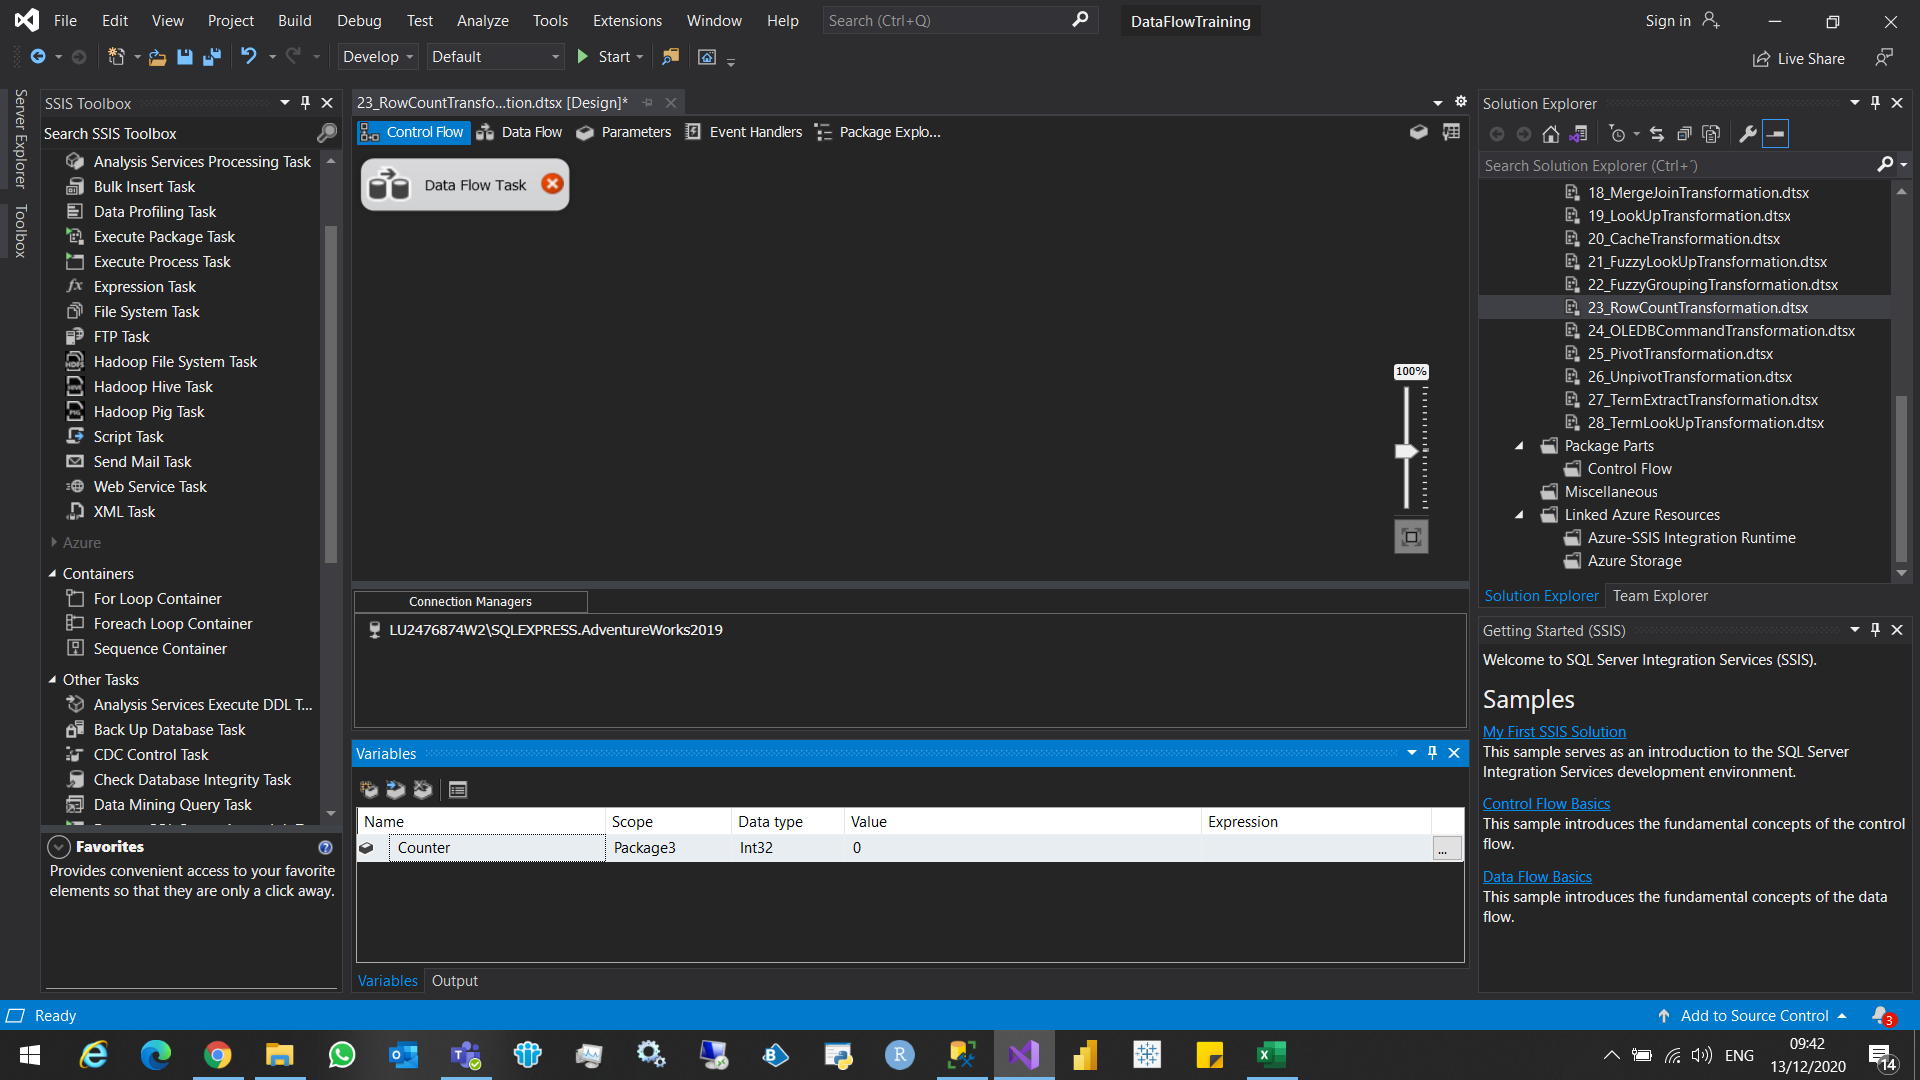 File Edit View Project Build Debug Test Analyze Tools Extensions Window Help Search (Ctrl+Q) DataFlowTraining Sign in
Develop Default Start Live Share
Server Explorer
Toolbox
SSIS Toolbox
Search SSIS Toolbox
Analysis Services Processing Task
Bulk Insert Task
Data Profiling Task
Execute Package Task
Execute Process Task
Expression Task
File System Task
FTP Task
Hadoop File System Task
Hadoop Hive Task
Hadoop Pig Task
Script Task
Send Mail Task
Web Service Task
XML Task
Azure
Containers
For Loop Container
Foreach Loop Container
Sequence Container
Other Tasks
Analysis Services Execute DDL T...
Back Up Database Task
CDC Control Task
Check Database Integrity Task
Data Mining Query Task
Favorites
Provides convenient access to your favorite
elements so that they are only a click away.
23_RowCountTransfo...tion.dtsx [Design]*
Control Flow Data Flow Parameters Event Handlers Package Explo...
Data Flow Task
100%
Connection Managers
LU2476874W2\SQLEXPRESS.AdventureWorks2019
Variables
Name Scope Data type Value Expression
Counter Package3 Int32 0 ...
Variables Output
Solution Explorer
Search Solution Explorer (Ctrl+¨)
18_MergeJoinTransformation.dtsx
19_LookUpTransformation.dtsx
20_CacheTransformation.dtsx
21_FuzzyLookUpTransformation.dtsx
22_FuzzyGroupingTransformation.dtsx
23_RowCountTransformation.dtsx
24_OLEDBCommandTransformation.dtsx
25_PivotTransformation.dtsx
26_UnpivotTransformation.dtsx
27_TermExtractTransformation.dtsx
28_TermLookUpTransformation.dtsx
Package Parts
Control Flow
Miscellaneous
Linked Azure Resources
Azure-SSIS Integration Runtime
Azure Storage
Solution Explorer Team Explorer
Getting Started (SSIS)
Welcome to SQL Server Integration Services (SSIS).
Samples
My First SSIS Solution
This sample serves as an introduction to the SQL Server
Integration Services development environment.
Control Flow Basics
This sample introduces the fundamental concepts of the control
flow.
Data Flow Basics
This sample introduces the fundamental concepts of the data
flow.
Ready Add to Source Control 3
ENG 09:42
13/12/2020 14